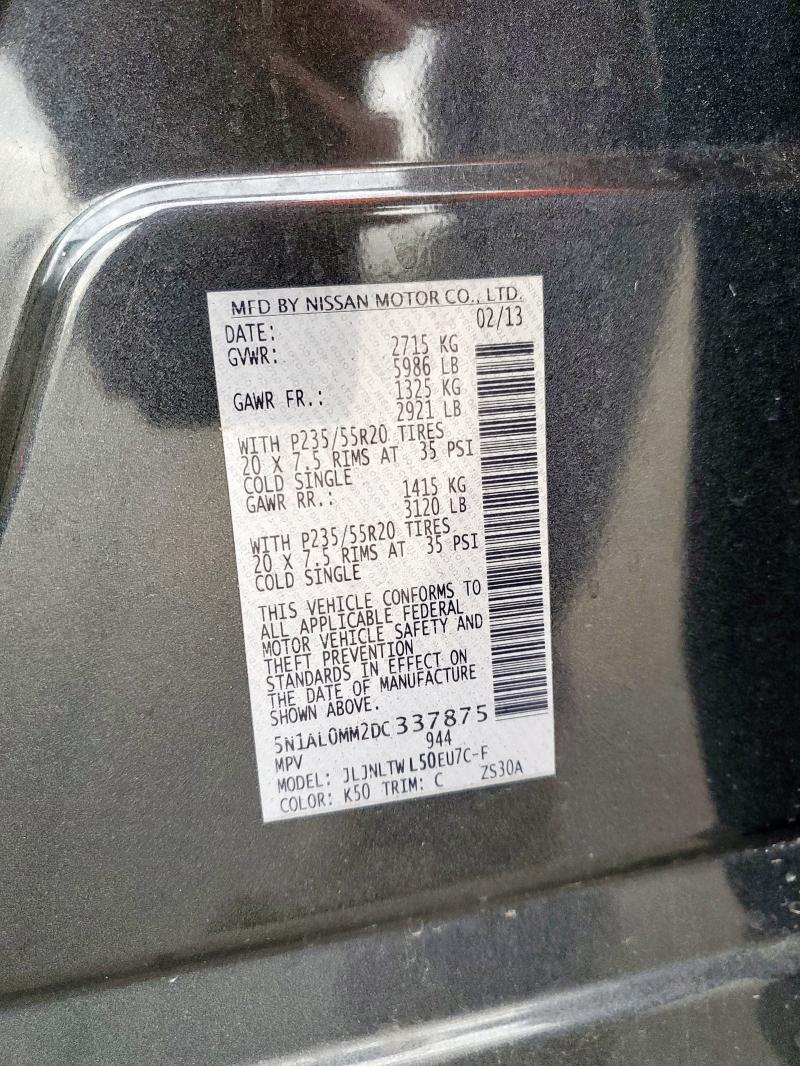 MFD BY NISSAN MOTOR CO., LTD.
DATE: 02/13
GVWR: 2715 KG
5986 LB
GAWR FR.: 1325 KG
2921 LB
WITH P235/55R20 TIRES
20 X 7.5 RIMS AT 35 PSI
COLD SINGLE
GAWR RR.: 1415 KG
3120 LB
WITH P235/55R20 TIRES
20 X 7.5 RIMS AT 35 PSI
COLD SINGLE
THIS VEHICLE CONFORMS TO
ALL APPLICABLE FEDERAL
MOTOR VEHICLE SAFETY AND
THEFT PREVENTION
STANDARDS IN EFFECT ON
THE DATE OF MANUFACTURE
SHOWN ABOVE.
5N1AL0MM2DC337875
MPV 944
MODEL: JLJNLTWL50EU7C-F
COLOR: K50 TRIM: C ZS30A